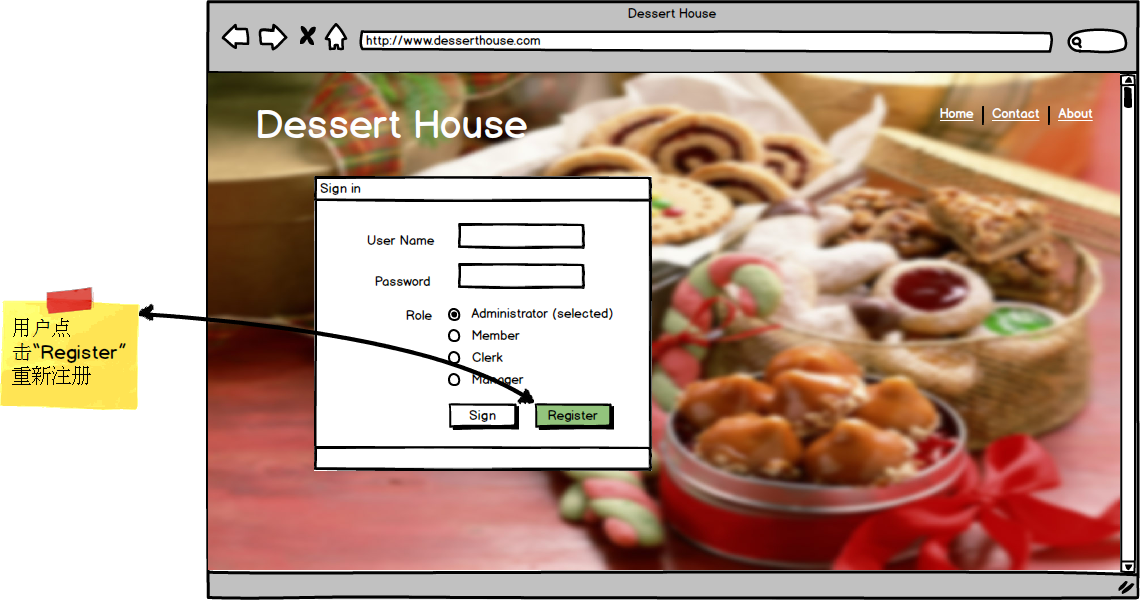 Dessert House
http://www.desserthouse.com
Dessert House
Home
Contact
About
Sign in
User Name
Password
Role
Administrator (selected)
Member
Clerk
Manager
Sign
Register
用户点
击“Register”
重新注册